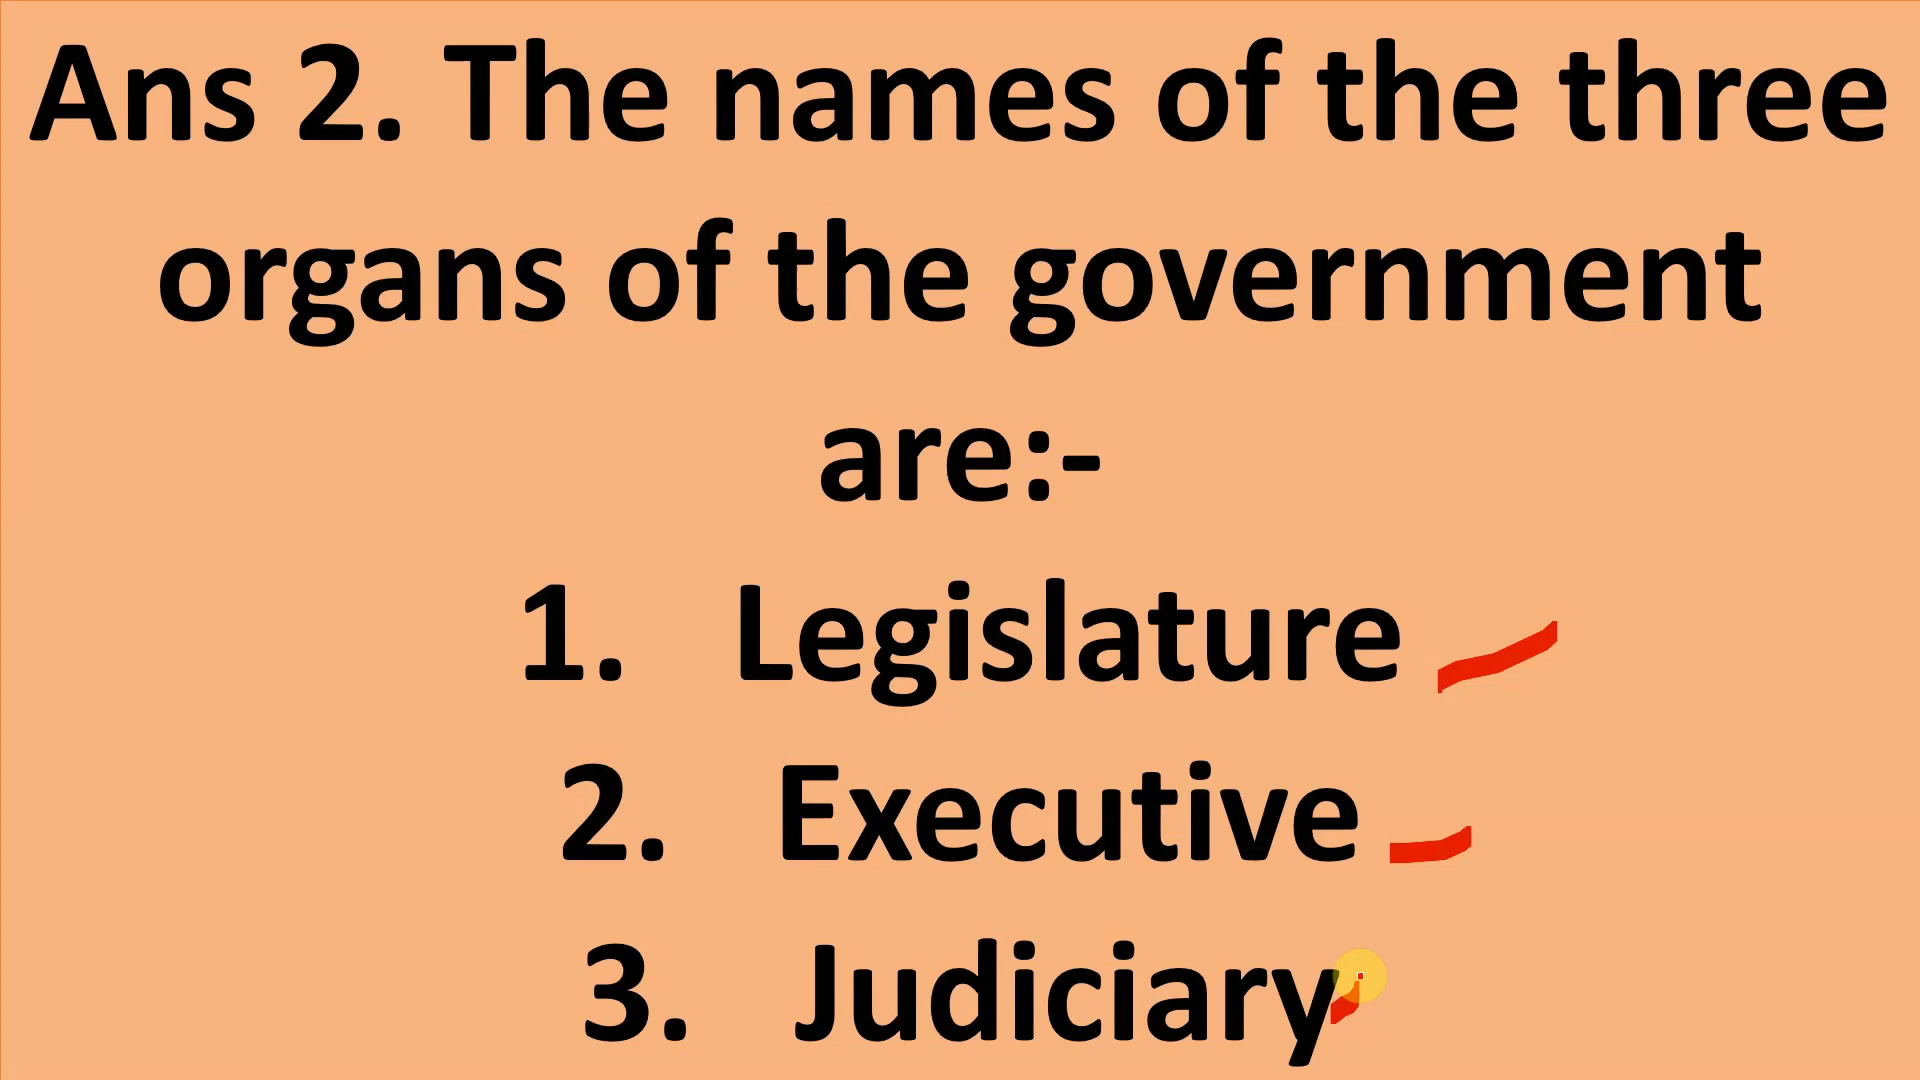 Ans 2. The names of the three
organs of the government
are:-
1. Legislature
2. Executive
3. Judiciary